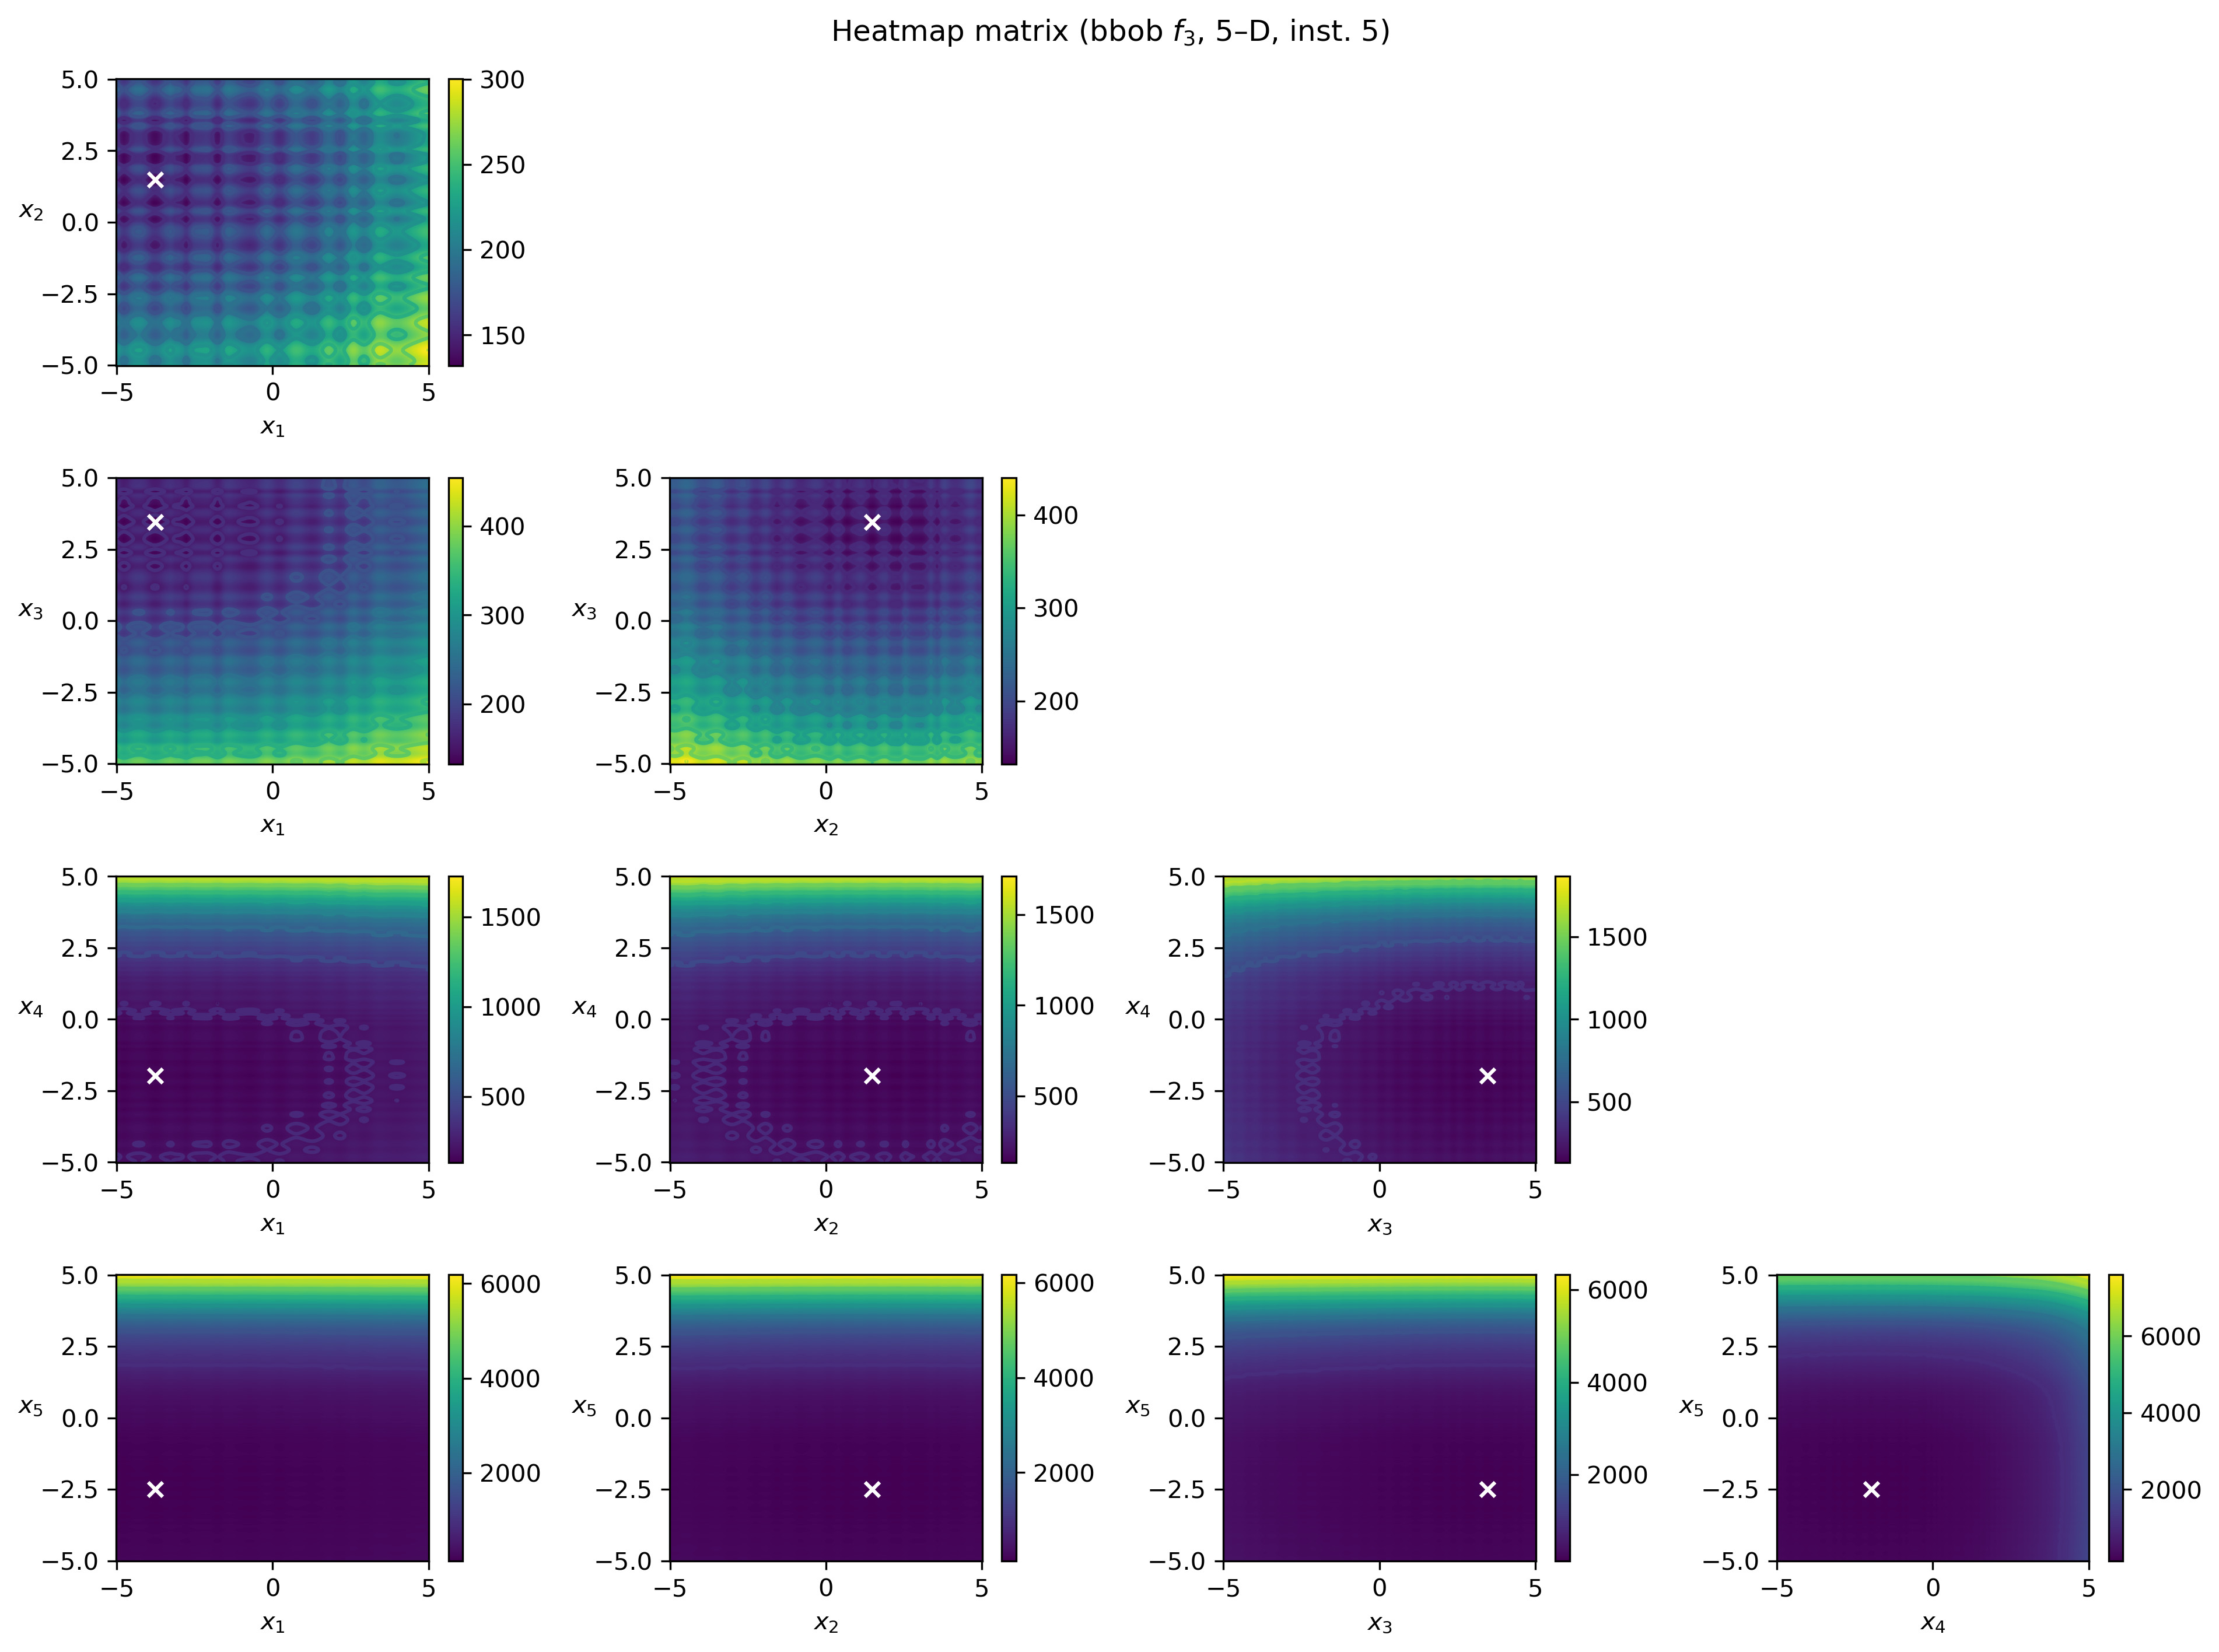 Heatmap matrix (bbob f₃, 5–D, inst. 5)
5.0 300
2.5 250
x₂ 0.0 200
−2.5
150
−5.0
−5 0 5
x₁
5.0 5.0
400 400
2.5 2.5
x₃ 0.0 300 x₃ 0.0 300
−2.5 200 −2.5 200
−5.0 −5.0
−5 0 5 −5 0 5
x₁ x₂
5.0 5.0 5.0
1500 1500 1500
2.5 2.5 2.5
x₄ 0.0 1000 x₄ 0.0 1000 x₄ 0.0 1000
−2.5 500 −2.5 500 −2.5 500
−5.0 −5.0 −5.0
−5 0 5 −5 0 5 −5 0 5
x₁ x₂ x₃
5.0 6000 5.0 6000 5.0 6000 5.0
2.5 4000 2.5 4000 2.5 4000 2.5 6000
x₅ 0.0 x₅ 0.0 x₅ 0.0 x₅ 0.0 4000
−2.5 2000 −2.5 2000 −2.5 2000 −2.5 2000
−5.0 −5.0 −5.0 −5.0
−5 0 5 −5 0 5 −5 0 5 −5 0 5
x₁ x₂ x₃ x₄